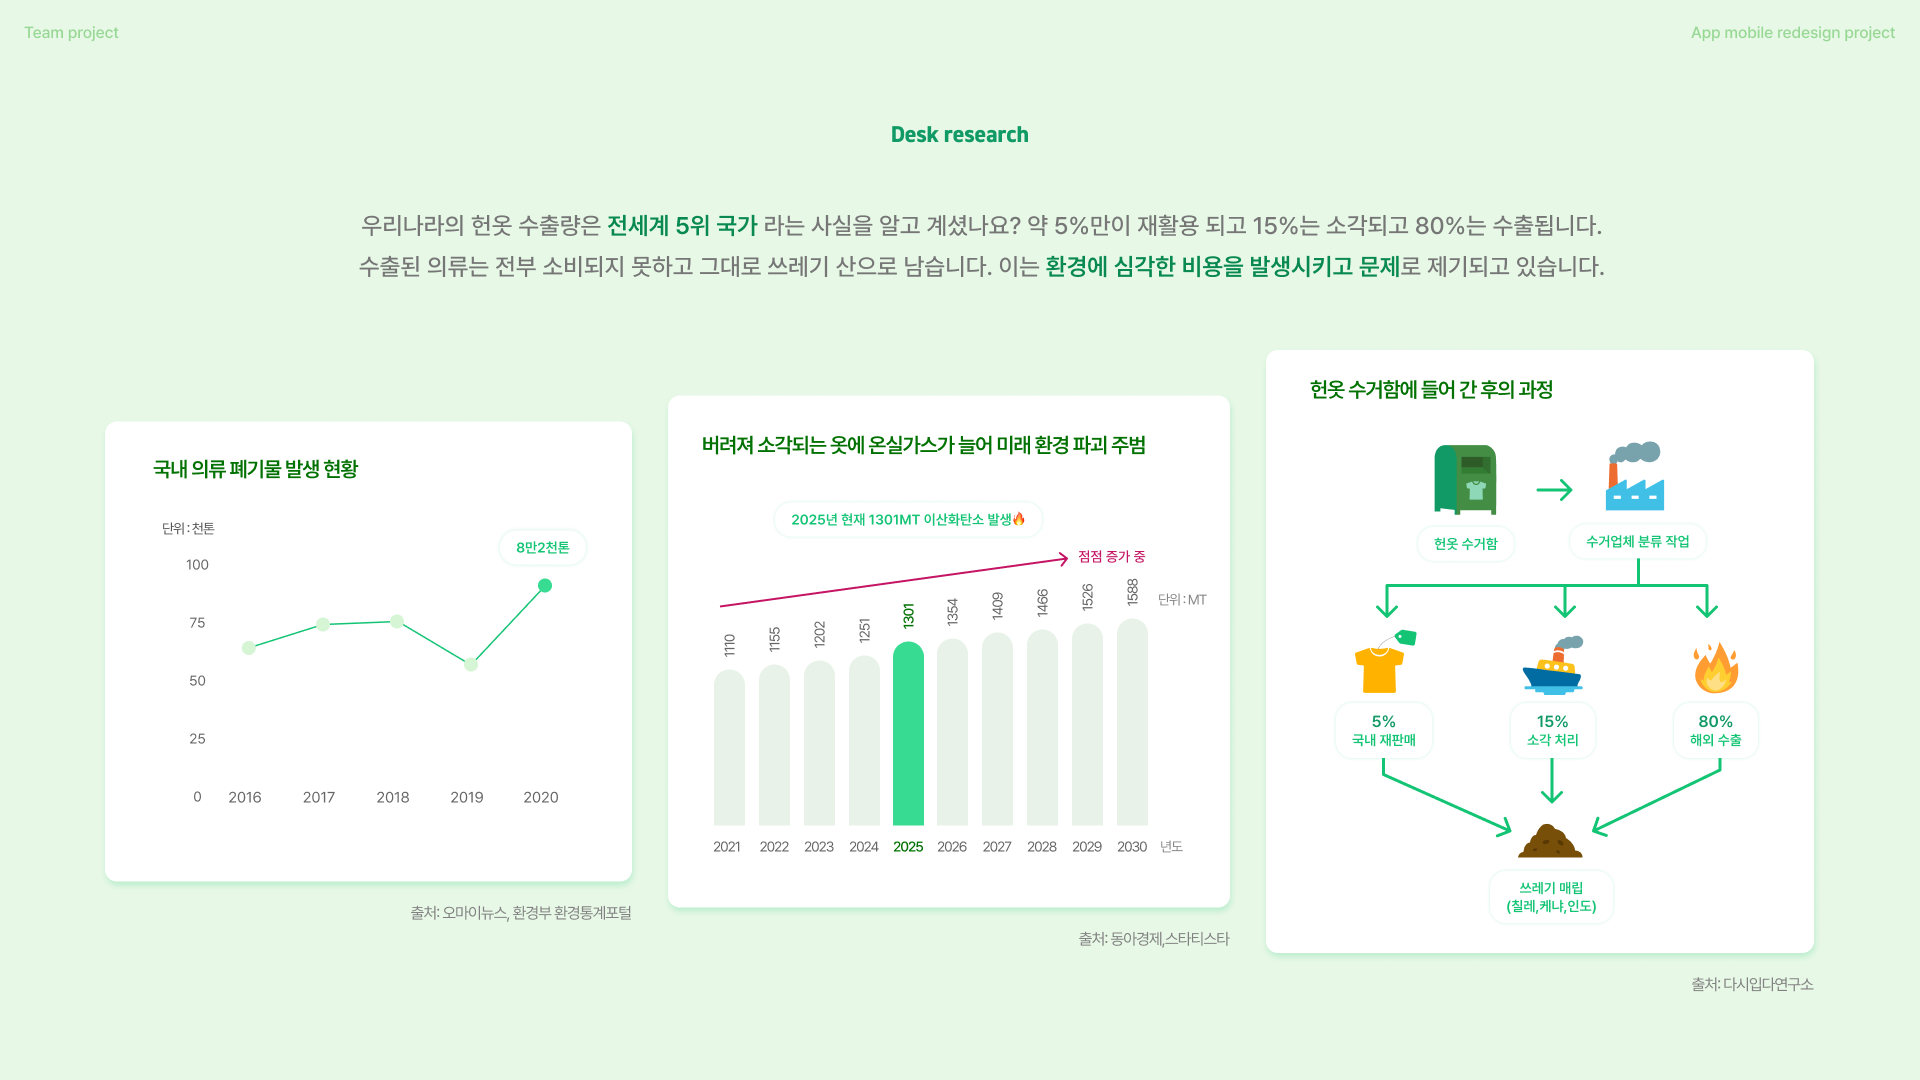 Team project
App mobile redesign project
Desk research
우리나라의 헌옷 수출량은 전세계 5위 국가 라는 사실을 알고 계셨나요? 약 5%만이 재활용 되고 15%는 소각되고 80%는 수출됩니다.
수출된 의류는 전부 소비되지 못하고 그대로 쓰레기 산으로 남습니다. 이는 환경에 심각한 비용을 발생시키고 문제로 제기되고 있습니다.
국내 의류 폐기물 발생 현황
단위 : 천톤
8만2천톤
100
75
50
25
0
2016 2017 2018 2019 2020
출처: 오마이뉴스, 환경부 환경통계포털
버려져 소각되는 옷에 온실가스가 늘어 미래 환경 파괴 주범
2025년 현재 1301MT 이산화탄소 발생🔥
점점 증가 중
단위 : MT
1110 1155 1202 1251 1301 1354 1409 1466 1526 1588
2021 2022 2023 2024 2025 2026 2027 2028 2029 2030 년도
출처: 동아경제,스타티스타
헌옷 수거함에 들어 간 후의 과정
헌옷 수거함
수거업체 분류 작업
5%
국내 재판매
15%
소각 처리
80%
해외 수출
쓰레기 매립
(칠레,케냐,인도)
출처: 다시입다연구소